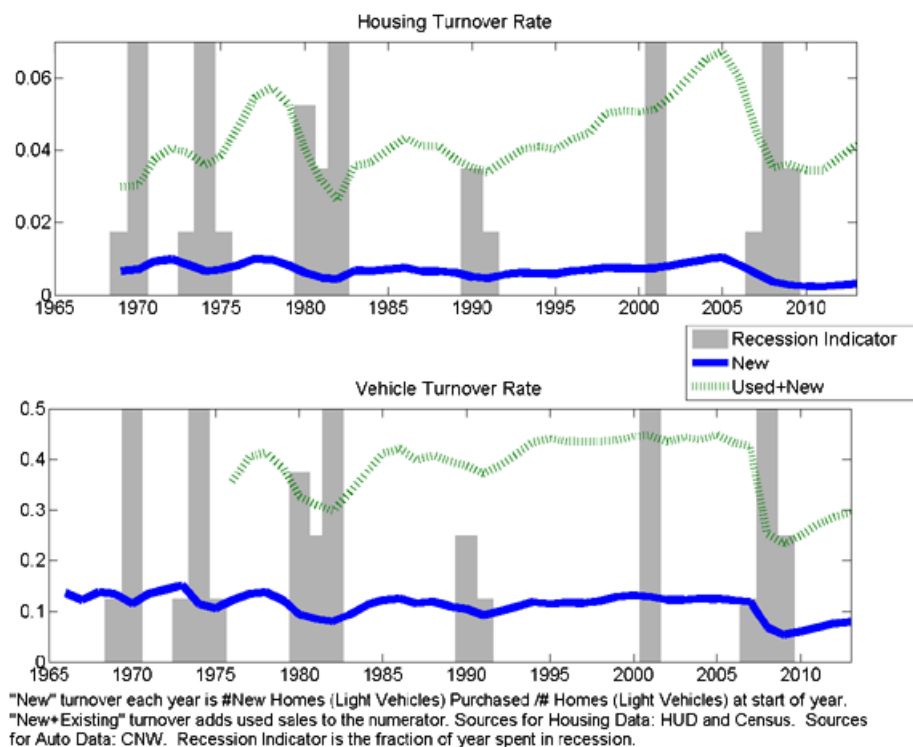 Housing Turnover Rate
0.06
0.04
0.02
0
1965 1970 1975 1980 1985 1990 1995 2000 2005 2010
Recession Indicator
New
Used+New
Vehicle Turnover Rate
0.5
0.4
0.3
0.2
0.1
0
1965 1970 1975 1980 1985 1990 1995 2000 2005 2010
"New" turnover each year is #New Homes (Light Vehicles) Purchased /# Homes (Light Vehicles) at start of year.
"New+Existing" turnover adds used sales to the numerator. Sources for Housing Data: HUD and Census. Sources
for Auto Data: CNW. Recession Indicator is the fraction of year spent in recession.